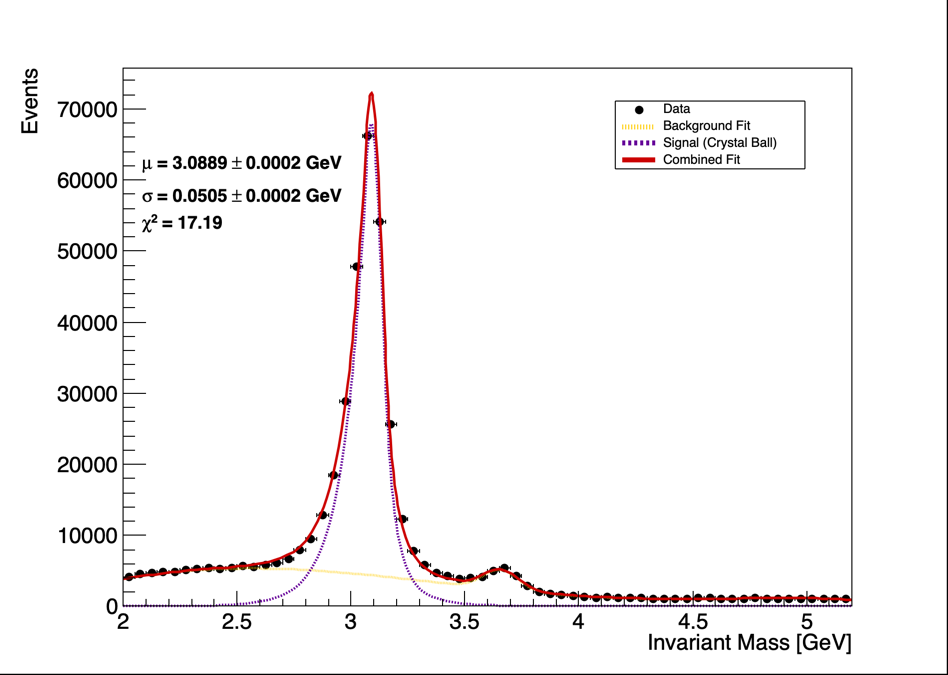 Events
70000
60000
50000
40000
30000
20000
10000
0
μ = 3.0889 ± 0.0002 GeV
σ = 0.0505 ± 0.0002 GeV
χ² = 17.19
Data
Background Fit
Signal (Crystal Ball)
Combined Fit
2 2.5 3 3.5 4 4.5 5
Invariant Mass [GeV]